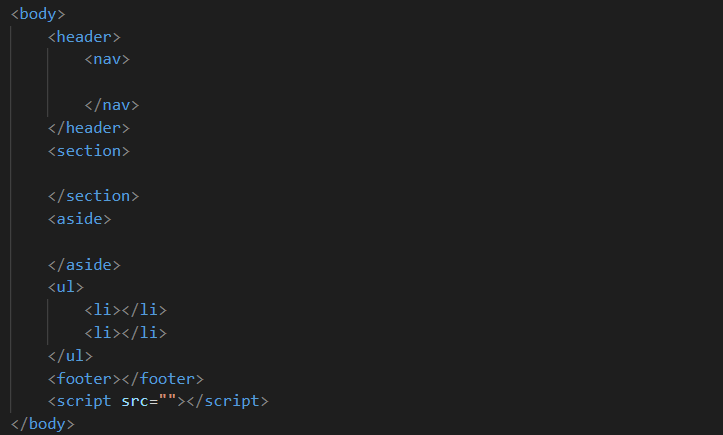 <body>
    <header>
        <nav>

        </nav>
    </header>
    <section>

    </section>
    <aside>

    </aside>
    <ul>
        <li></li>
        <li></li>
    </ul>
    <footer></footer>
    <script src=""></script>
</body>